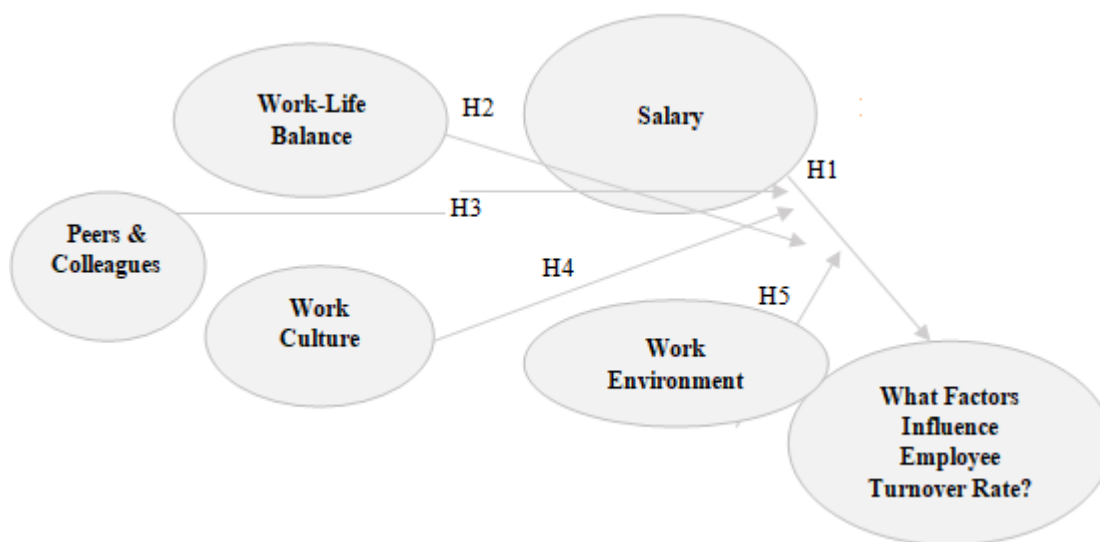 Work-Life
Balance
H2
Salary
H1
Peers &
Colleagues
H3
Work
Culture
H4
H5
Work
Environment
What Factors
Influence
Employee
Turnover Rate?